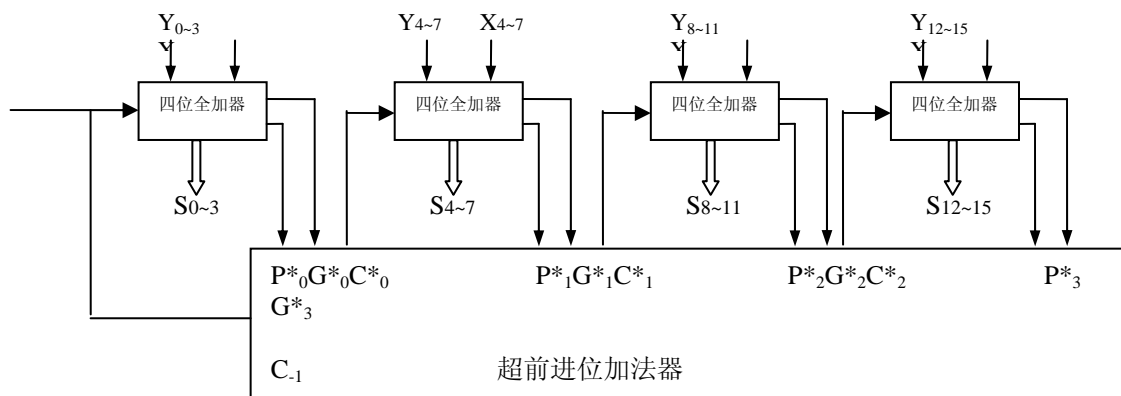 Y0~3 Y4~7 X4~7 Y8~11 Y12~15
四位全加器 四位全加器 四位全加器 四位全加器
S0~3 S4~7 S8~11 S12~15
P*0G*0C*0 P*1G*1C*1 P*2G*2C*2 P*3
G*3
C-1 超前进位加法器